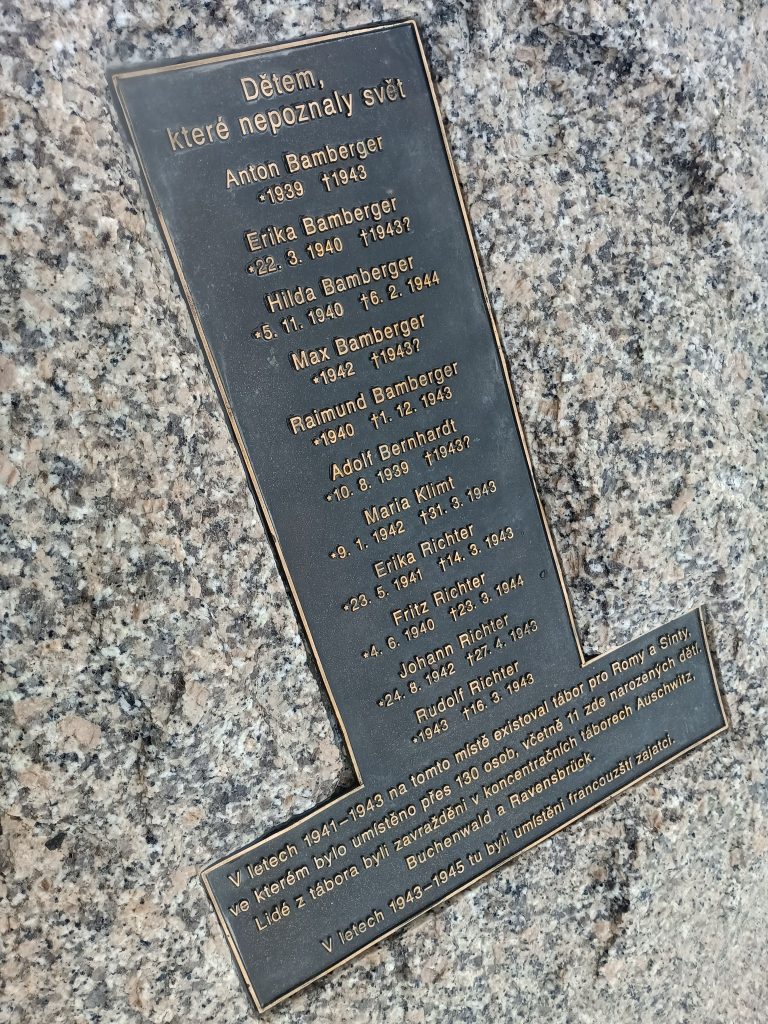 Dětem,
které nepoznaly svět
Anton Bamberger
*1939 †1943
Erika Bamberger
*22. 3. 1940 †1943?
Hilda Bamberger
*5. 11. 1940 †6. 2. 1944
Max Bamberger
*1942 †1943?
Raimund Bamberger
*1940 †1. 12. 1943
Adolf Bernhardt
*10. 8. 1939 †1943?
Maria Klimt
*9. 1. 1942 †31. 3. 1943
Erika Richter
*23. 5. 1941 †14. 3. 1943
Fritz Richter
*4. 6. 1940 †23. 3. 1944
Johann Richter
*24. 8. 1942 †27. 4. 1943
Rudolf Richter
*1943 †16. 3. 1943
V letech 1941–1943 na tomto místě existoval tábor pro Romy a Sinty,
ve kterém bylo umístěno přes 130 osob, včetně 11 zde narozených dětí.
Lidé z tábora byli zavražděni v koncentračních táborech Auschwitz,
Buchenwald a Ravensbrück.
V letech 1943–1945 tu byli umístěni francouzští zajatci.